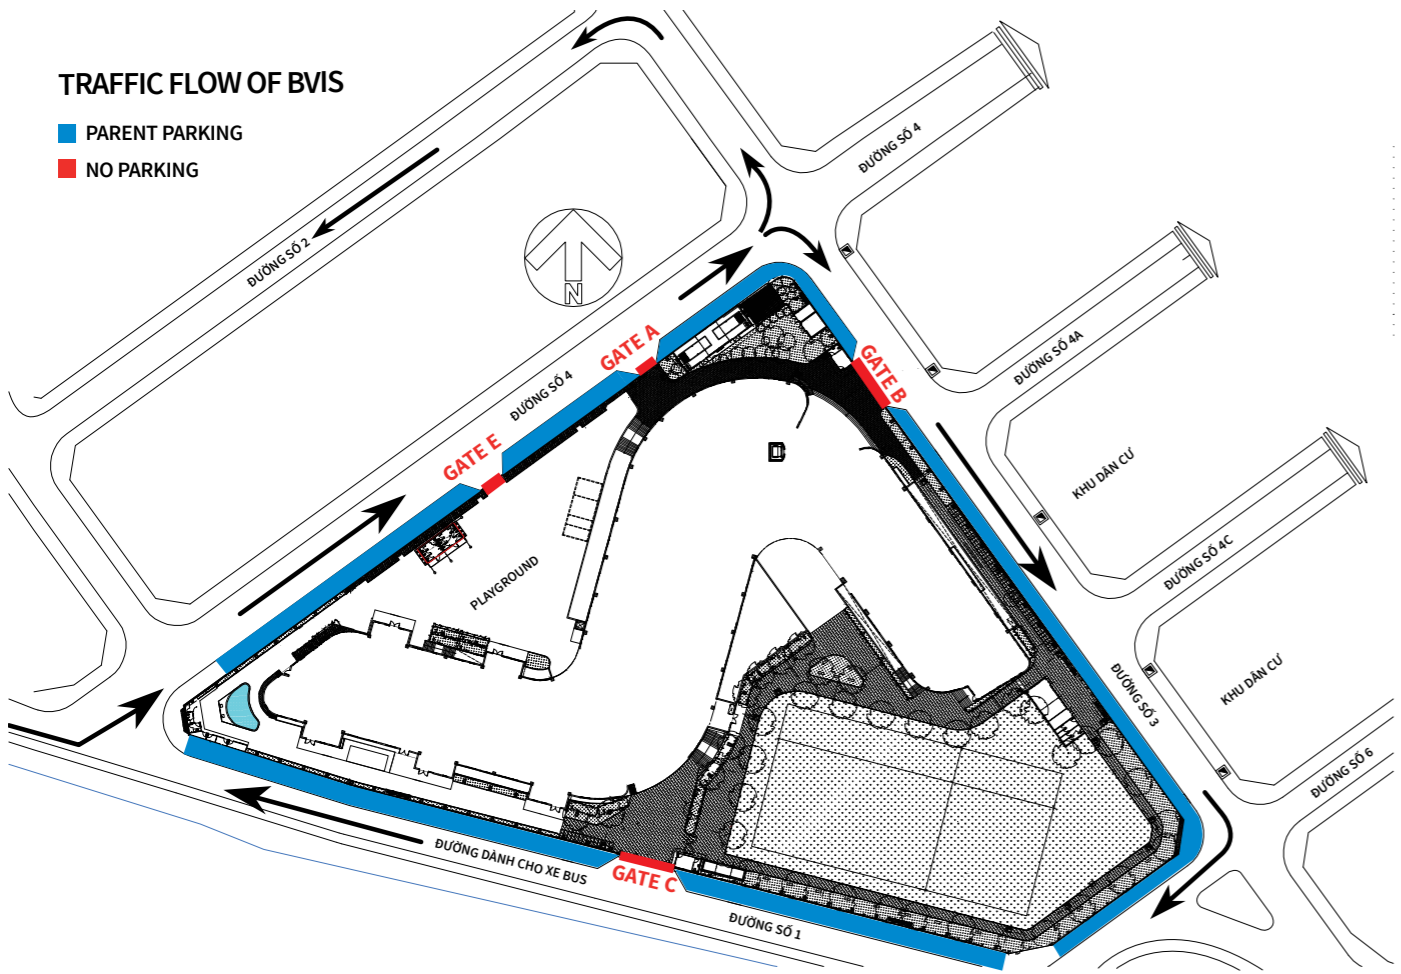 TRAFFIC FLOW OF BVIS
PARENT PARKING
NO PARKING
ĐƯỜNG SỐ 4
ĐƯỜNG SỐ 2
N
GATE A
ĐƯỜNG SỐ 4A
GATE B
ĐƯỜNG SỐ 4
GATE E
KHU DÂN CƯ
ĐƯỜNG SỐ 4C
PLAYGROUND
KHU DÂN CƯ
ĐƯỜNG SỐ 3
ĐƯỜNG SỐ 6
ĐƯỜNG DÀNH CHO XE BUS
GATE C
ĐƯỜNG SỐ 1